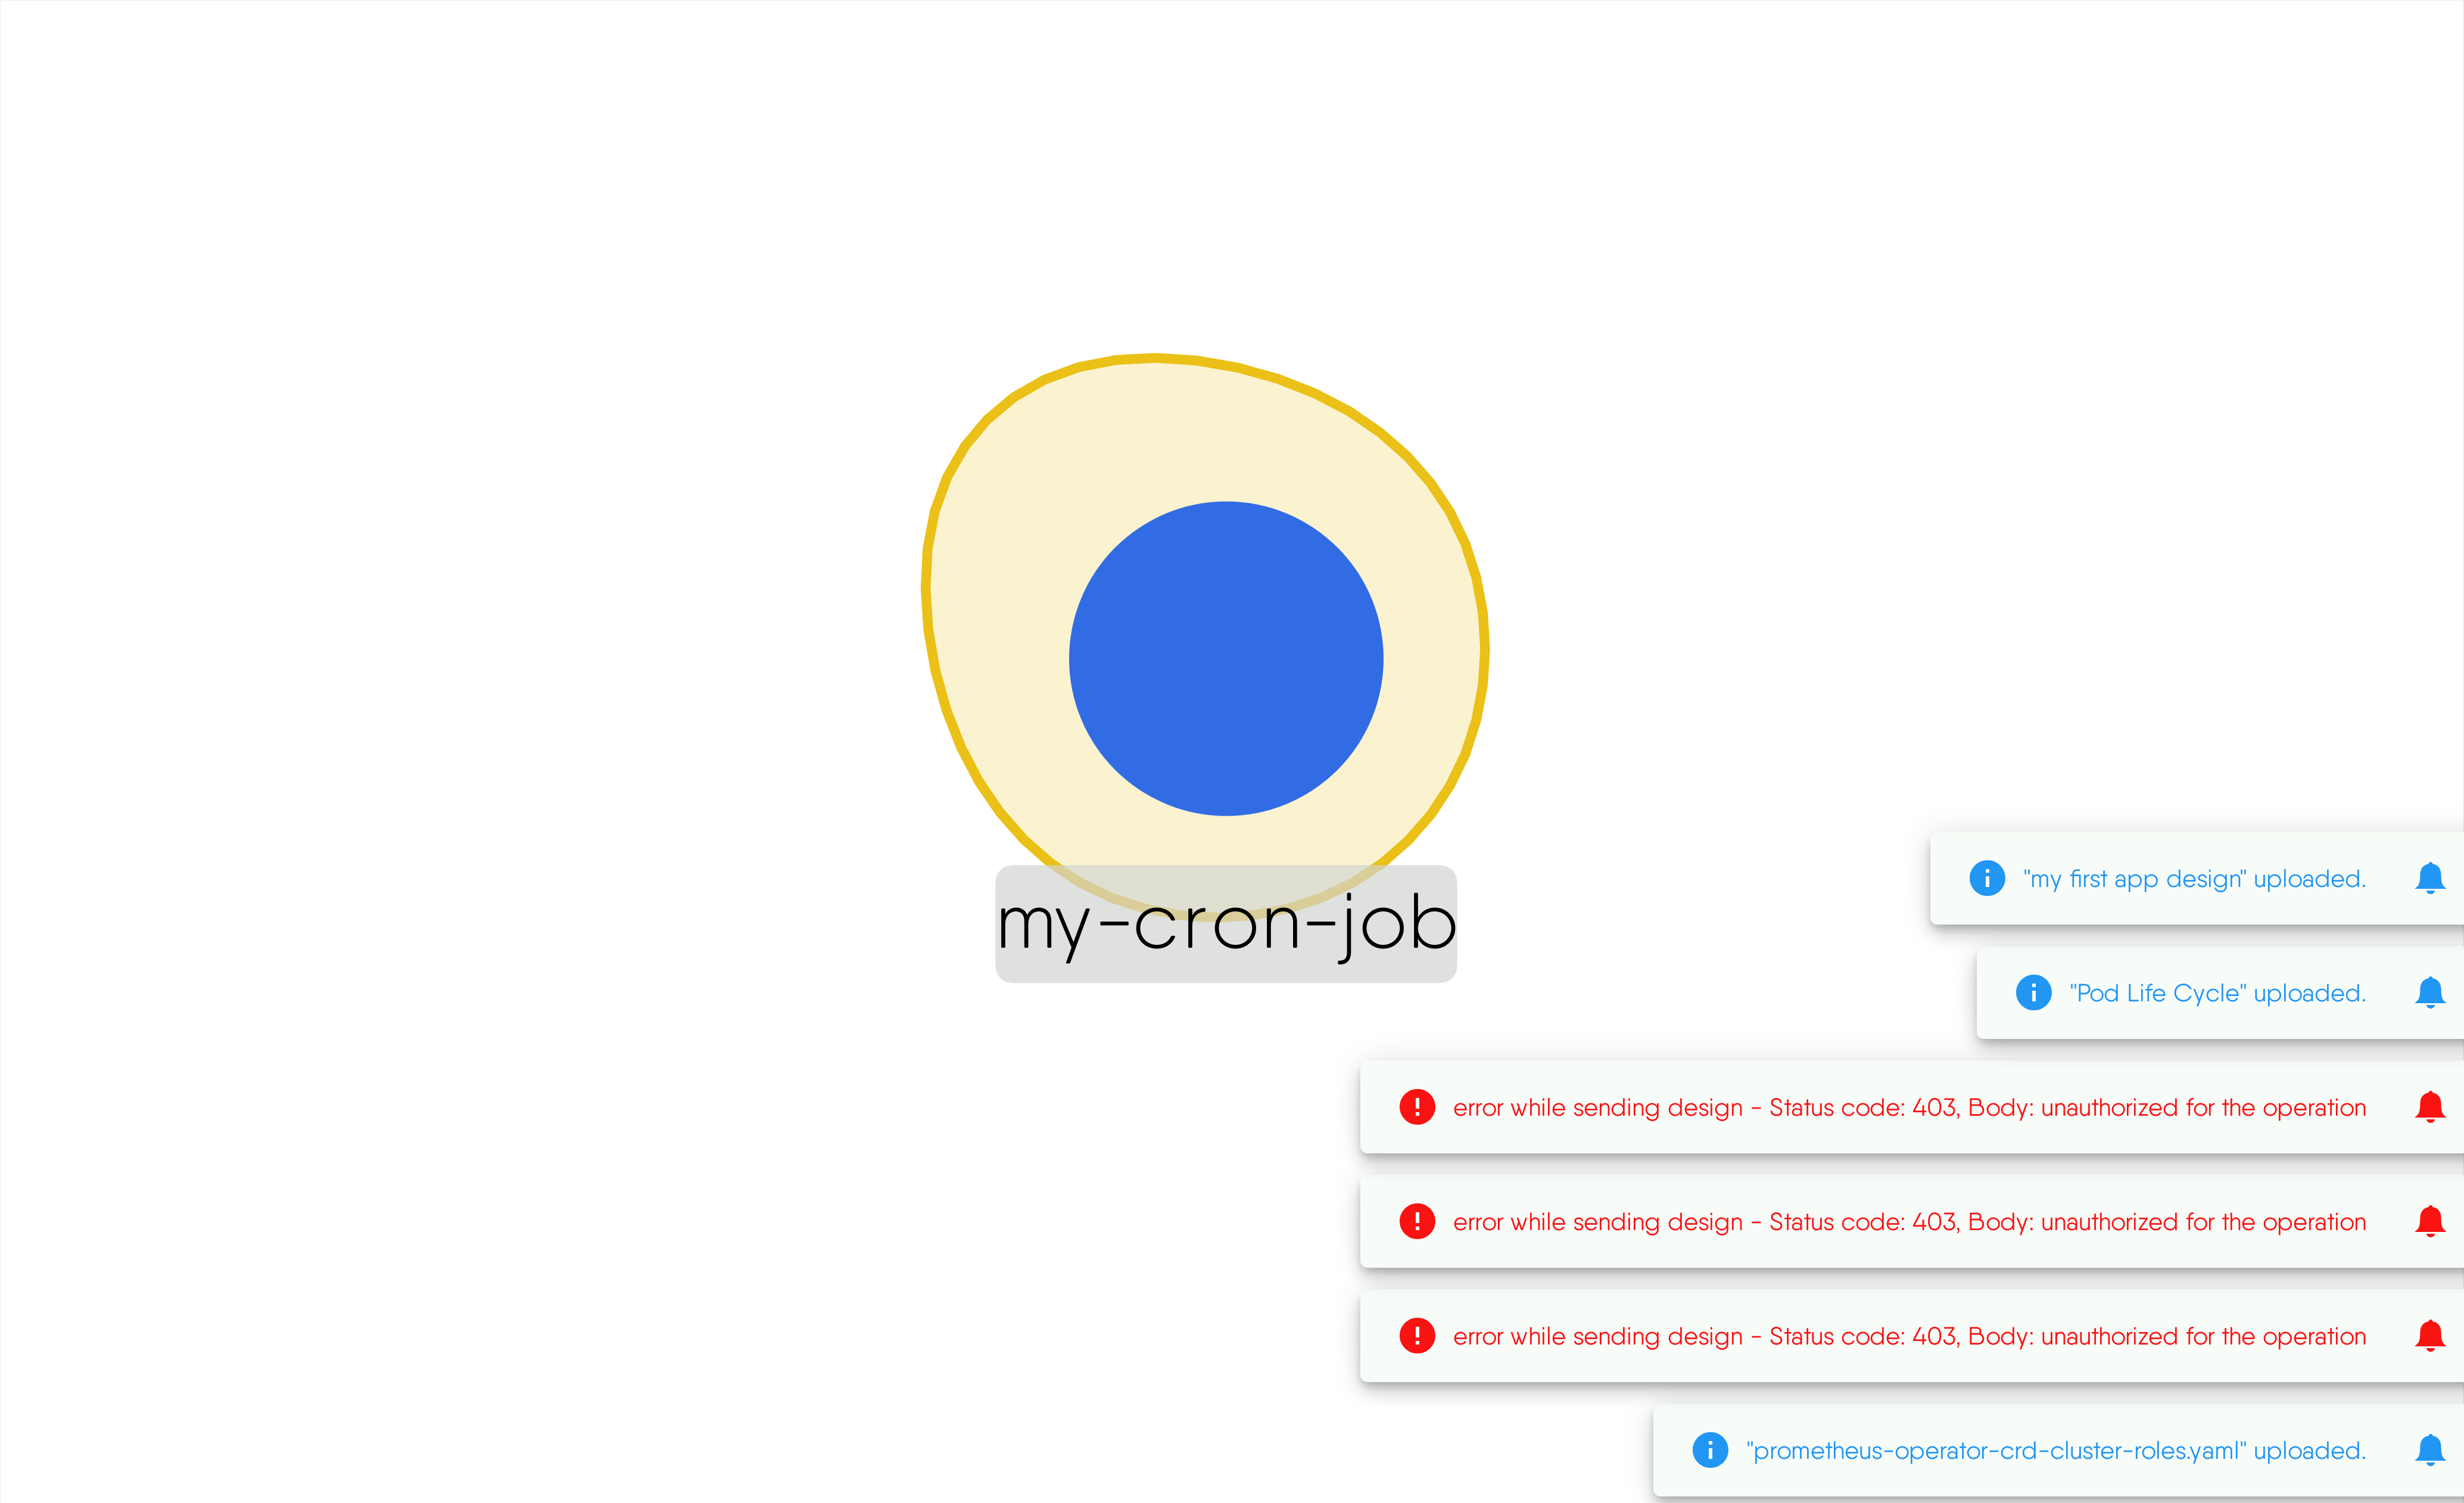 my-cron-job
"my first app design" uploaded.
"Pod Life Cycle" uploaded.
error while sending design - Status code: 403, Body: unauthorized for the operation
error while sending design - Status code: 403, Body: unauthorized for the operation
error while sending design - Status code: 403, Body: unauthorized for the operation
"prometheus-operator-crd-cluster-roles.yaml" uploaded.